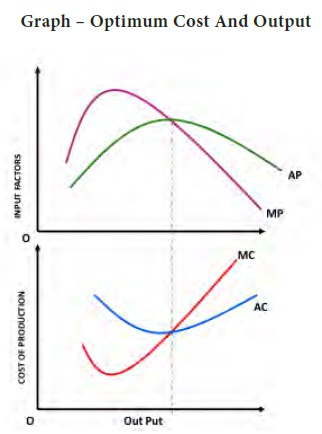 Graph – Optimum Cost And Output
INPUT FACTORS
AP
MP
O
MC
AC
COST OF PRODUCTION
O
Out Put